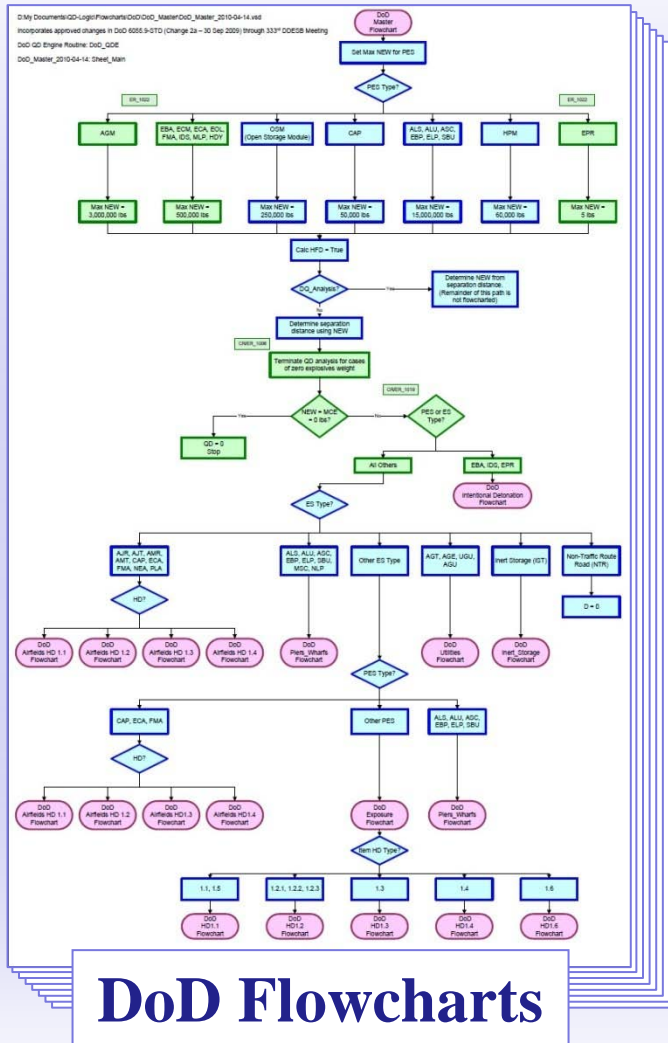 D:\My Documents\QD-Logic\Flowcharts\DoD\DoD_Master\DoD_Master_2010-04-14.vsd
Incorporates approved changes in DoD 6055.9-STD (Change 2a – 30 Sep 2009) through 333rd DDESB Meeting
DoD QD Engine Routine: DoD_QDE
DoD_Master_2010-04-14: Sheet_Main
DoD
Master
Flowchart
Set Max NEW for PES
PES Type?
ER_1022
ER_1022
AGM
EBA, ECM, ECA, EOL,
FMA, IDS, MLP, HDY
OSM
(Open Storage Module)
CAP
ALS, ALU, ASC,
EBP, ELP, SBU
HPM
EPR
Max NEW =
3,000,000 lbs
Max NEW =
500,000 lbs
Max NEW =
250,000 lbs
Max NEW =
50,000 lbs
Max NEW =
15,000,000 lbs
Max NEW =
60,000 lbs
Max NEW =
5 lbs
Calc HFD = True
DQ_Analysis?
Yes
Determine NEW from
separation distance.
(Remainder of this path is
not flowcharted)
No
Determine separation
distance using NEW
Terminate QD analysis for cases
of zero explosives weight
NEW = MCE
= 0 lbs?
Yes
No
PES or ES
Type?
QD = 0
Stop
All Others
EBA, IDS, EPR
DoD
Intentional Detonation
Flowchart
ES Type?
AJR, AJT, AMR,
AMT, CAP, ECA,
FMA, NEA, PLA
ALS, ALU, ASC,
EBP, ELP, SBU,
MSC, NLP
Other ES Type
AGT, AGE, UGU,
AGU
Inert Storage (IGT)
Non-Traffic Route
Road (NTR)
HD?
D = 0
DoD
Airfields HD 1.1
Flowchart
DoD
Airfields HD 1.2
Flowchart
DoD
Airfields HD 1.3
Flowchart
DoD
Airfields HD 1.4
Flowchart
DoD
Piers_Wharfs
Flowchart
DoD
Utilities
Flowchart
DoD
Inert_Storage
Flowchart
PES Type?
CAP, ECA, FMA
Other PES
ALS, ALU, ASC,
EBP, ELP, SBU
HD?
DoD
Airfields HD 1.1
Flowchart
DoD
Airfields HD 1.2
Flowchart
DoD
Airfields HD1.3
Flowchart
DoD
Airfields HD1.4
Flowchart
DoD
Exposure
Flowchart
DoD
Piers_Wharfs
Flowchart
Item HD Type?
1.1, 1.5
1.2.1, 1.2.2, 1.2.3
1.3
1.4
1.6
DoD
HD1.1
Flowchart
DoD
HD1.2
Flowchart
DoD
HD1.3
Flowchart
DoD
HD1.4
Flowchart
DoD
HD1.6
Flowchart
DoD Flowcharts